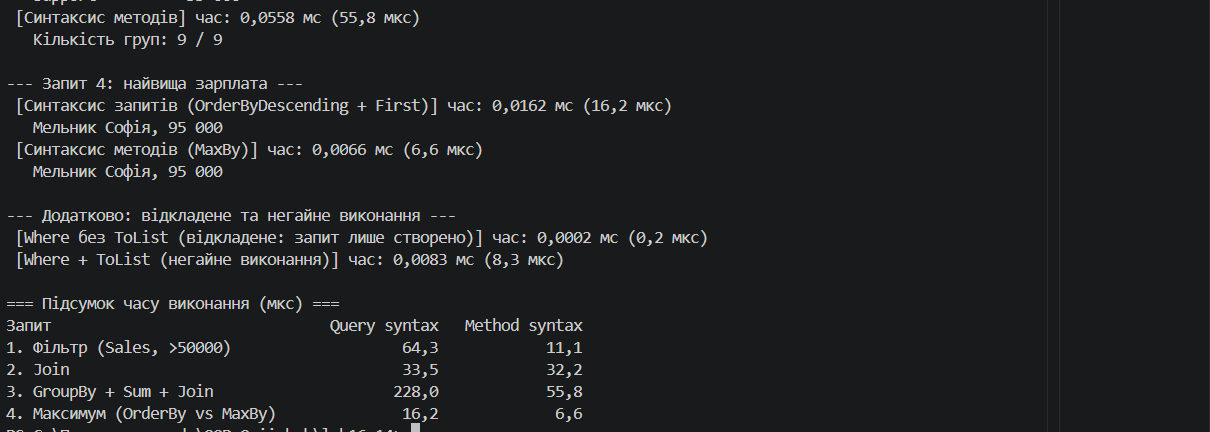 [Синтаксис методів] час: 0,0558 мс (55,8 мкс)
Кількість груп: 9 / 9
--- Запит 4: найвища зарплата ---
[Синтаксис запитів (OrderByDescending + First)] час: 0,0162 мс (16,2 мкс)
Мельник Софія, 95 000
[Синтаксис методів (MaxBy)] час: 0,0066 мс (6,6 мкс)
Мельник Софія, 95 000
--- Додатково: відкладене та негайне виконання ---
[Where без ToList (відкладене: запит лише створено)] час: 0,0002 мс (0,2 мкс)
[Where + ToList (негайне виконання)] час: 0,0083 мс (8,3 мкс)
=== Підсумок часу виконання (мкс) ===
Запит Query syntax Method syntax
1. Фільтр (Sales, >50000) 64,3 11,1
2. Join 33,5 32,2
3. GroupBy + Sum + Join 228,0 55,8
4. Максимум (OrderBy vs MaxBy) 16,2 6,6